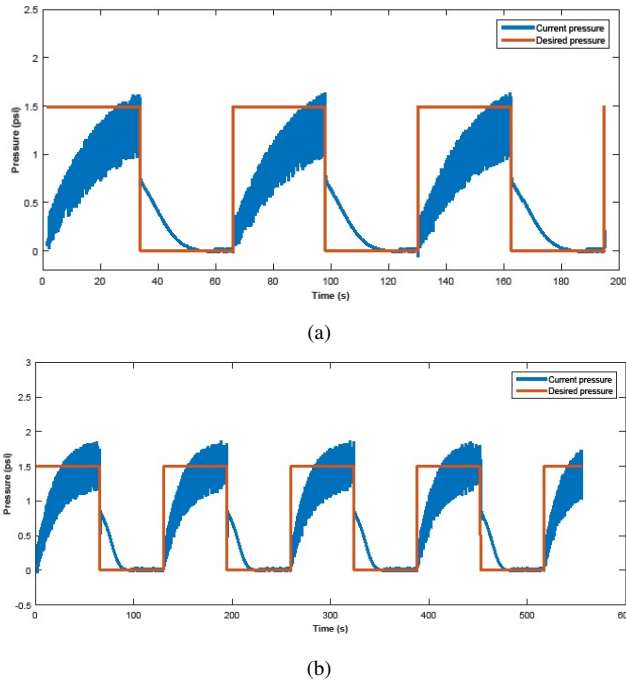 2.5
Current pressure
Desired pressure
2
1.5
1
0.5
0
Pressure (psi)
0 20 40 60 80 100 120 140 160 180 200
Time (s)
(a)
3
Current pressure
Desired pressure
2.5
2
1.5
1
0.5
0
-0.5
Pressure (psi)
0 100 200 300 400 500 60
Time (s)
(b)